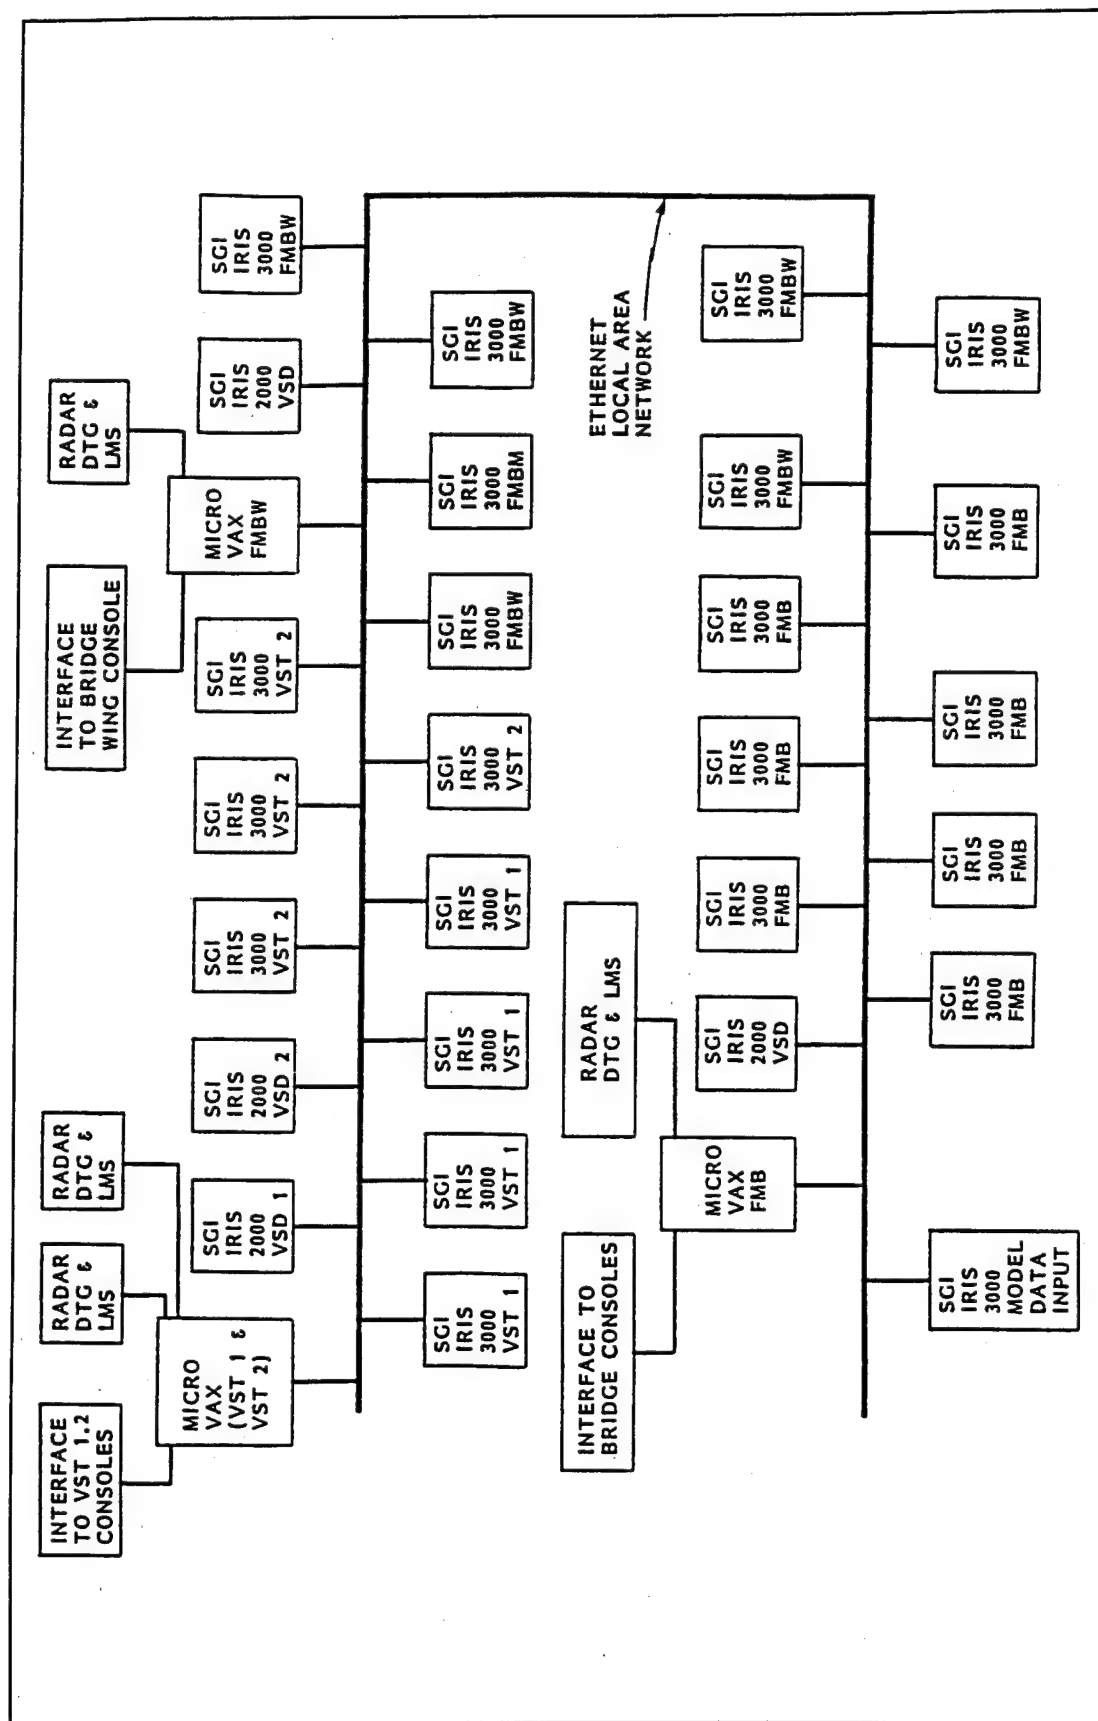 INTERFACE
TO VST 1.2
CONSOLES
RADAR
DTG &
LMS
RADAR
DTG &
LMS
INTERFACE
TO BRIDGE
WING CONSOLE
RADAR
DTG &
LMS
MICRO
VAX
(VST 1 &
VST 2)
SGI
IRIS
2000
VSD 1
SGI
IRIS
2000
VSD 2
SGI
IRIS
3000
VST 2
SGI
IRIS
3000
VST 2
SGI
IRIS
3000
VST 2
MICRO
VAX
FMBW
SGI
IRIS
2000
VSD
SGI
IRIS
3000
FMBW
SGI
IRIS
3000
VST 1
SGI
IRIS
3000
VST 1
SGI
IRIS
3000
VST 1
SGI
IRIS
3000
VST 1
SGI
IRIS
3000
VST 2
SGI
IRIS
3000
FMBW
SGI
IRIS
3000
FMBM
SGI
IRIS
3000
FMBW
INTERFACE TO
BRIDGE CONSOLES
RADAR
DTG & LMS
ETHERNET
LOCAL AREA
NETWORK
MICRO
VAX
FMB
SGI
IRIS
2000
VSD
SGI
IRIS
3000
FMB
SGI
IRIS
3000
FMB
SGI
IRIS
3000
FMB
SGI
IRIS
3000
FMBW
SGI
IRIS
3000
FMBW
SGI
IRIS
3000
MODEL
DATA
INPUT
SGI
IRIS
3000
FMB
SGI
IRIS
3000
FMB
SGI
IRIS
3000
FMB
SGI
IRIS
3000
FMB
SGI
IRIS
3000
FMBW